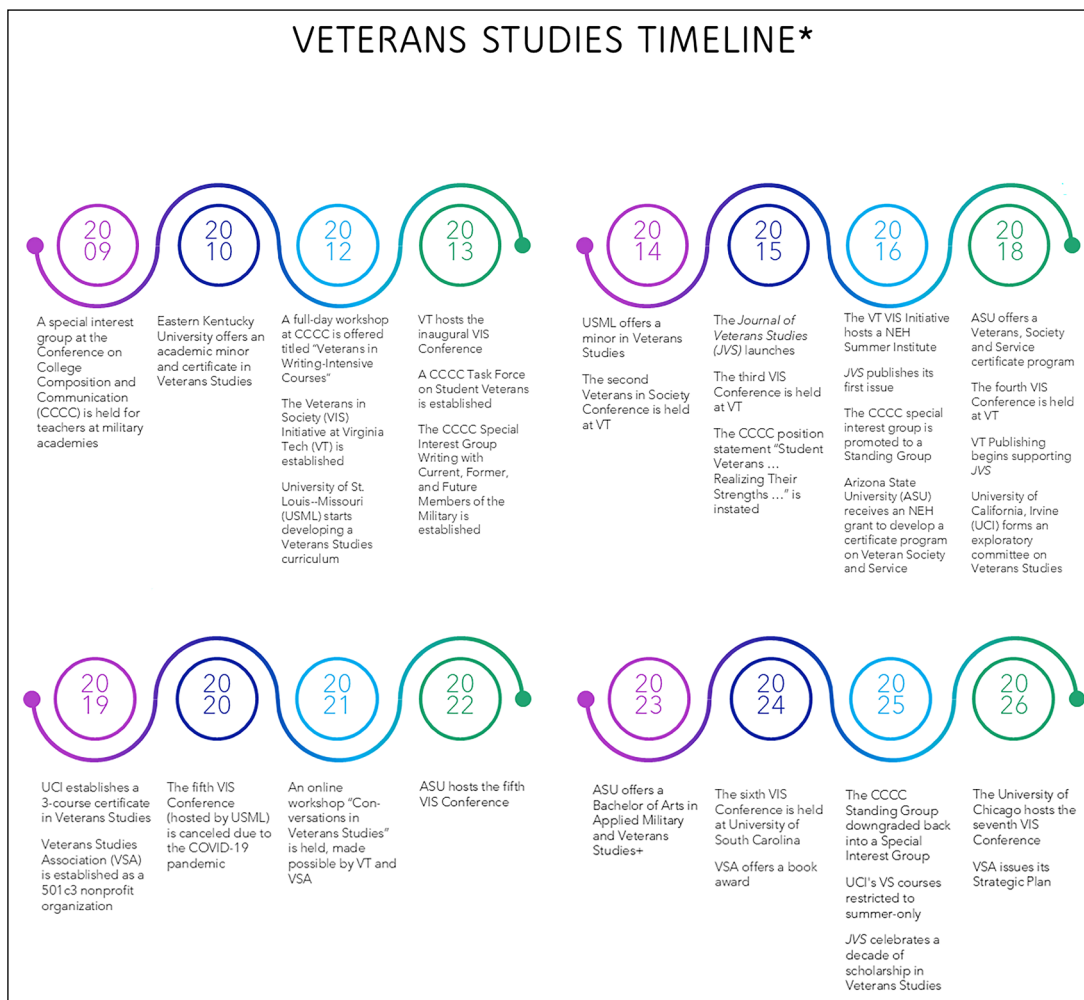 VETERANS STUDIES TIMELINE*
20
09
A special interest
group at the
Conference on
College
Composition and
Communication
(CCCC) is held for
teachers at military
academies
20
10
Eastern Kentucky
University offers an
academic minor
and certificate in
Veterans Studies
20
12
A full-day workshop
at CCCC is offered
titled “Veterans in
Writing-Intensive
Courses”
The Veterans in
Society (VIS)
Initiative at Virginia
Tech (VT) is
established
University of St.
Louis--Missouri
(USML) starts
developing a
Veterans Studies
curriculum
20
13
VT hosts the
inaugural VIS
Conference
A CCCC Task Force
on Student Veterans
is established
The CCCC Special
Interest Group
Writing with
Current, Former,
and Future
Members of the
Military is
established
20
14
USML offers a
minor in Veterans
Studies
The second
Veterans in Society
Conference is held
at VT
20
15
The Journal of
Veterans Studies
(JVS) launches
The third VIS
Conference is held
at VT
The CCCC position
statement “Student
Veterans …
Realizing Their
Strengths …” is
instated
20
16
The VT VIS Initiative
hosts a NEH
Summer Institute
JVS publishes its
first issue
The CCCC special
interest group is
promoted to a
Standing Group
Arizona State
University (ASU)
receives an NEH
grant to develop a
certificate program
on Veteran Society
and Service
20
18
ASU offers a
Veterans, Society
and Service
certificate program
The fourth VIS
Conference is held
at VT
VT Publishing
begins supporting
JVS
University of
California, Irvine
(UCI) forms an
exploratory
committee on
Veterans Studies
20
19
UCI establishes a
3-course certificate
in Veterans Studies
Veterans Studies
Association (VSA)
is established as a
501c3 nonprofit
organization
20
20
The fifth VIS
Conference
(hosted by USML)
is canceled due to
the COVID-19
pandemic
20
21
An online
workshop “Con-
versations in
Veterans Studies”
is held, made
possible by VT and
VSA
20
22
ASU hosts the fifth
VIS Conference
20
23
ASU offers a
Bachelor of Arts in
Applied Military
and Veterans
Studies+
20
24
The sixth VIS
Conference is held
at University of
South Carolina
VSA offers a book
award
20
25
The CCCC
Standing Group
downgraded back
into a Special
Interest Group
UCI's VS courses
restricted to
summer-only
JVS celebrates a
decade of
scholarship in
Veterans Studies
20
26
The University of
Chicago hosts the
seventh VIS
Conference
VSA issues its
Strategic Plan